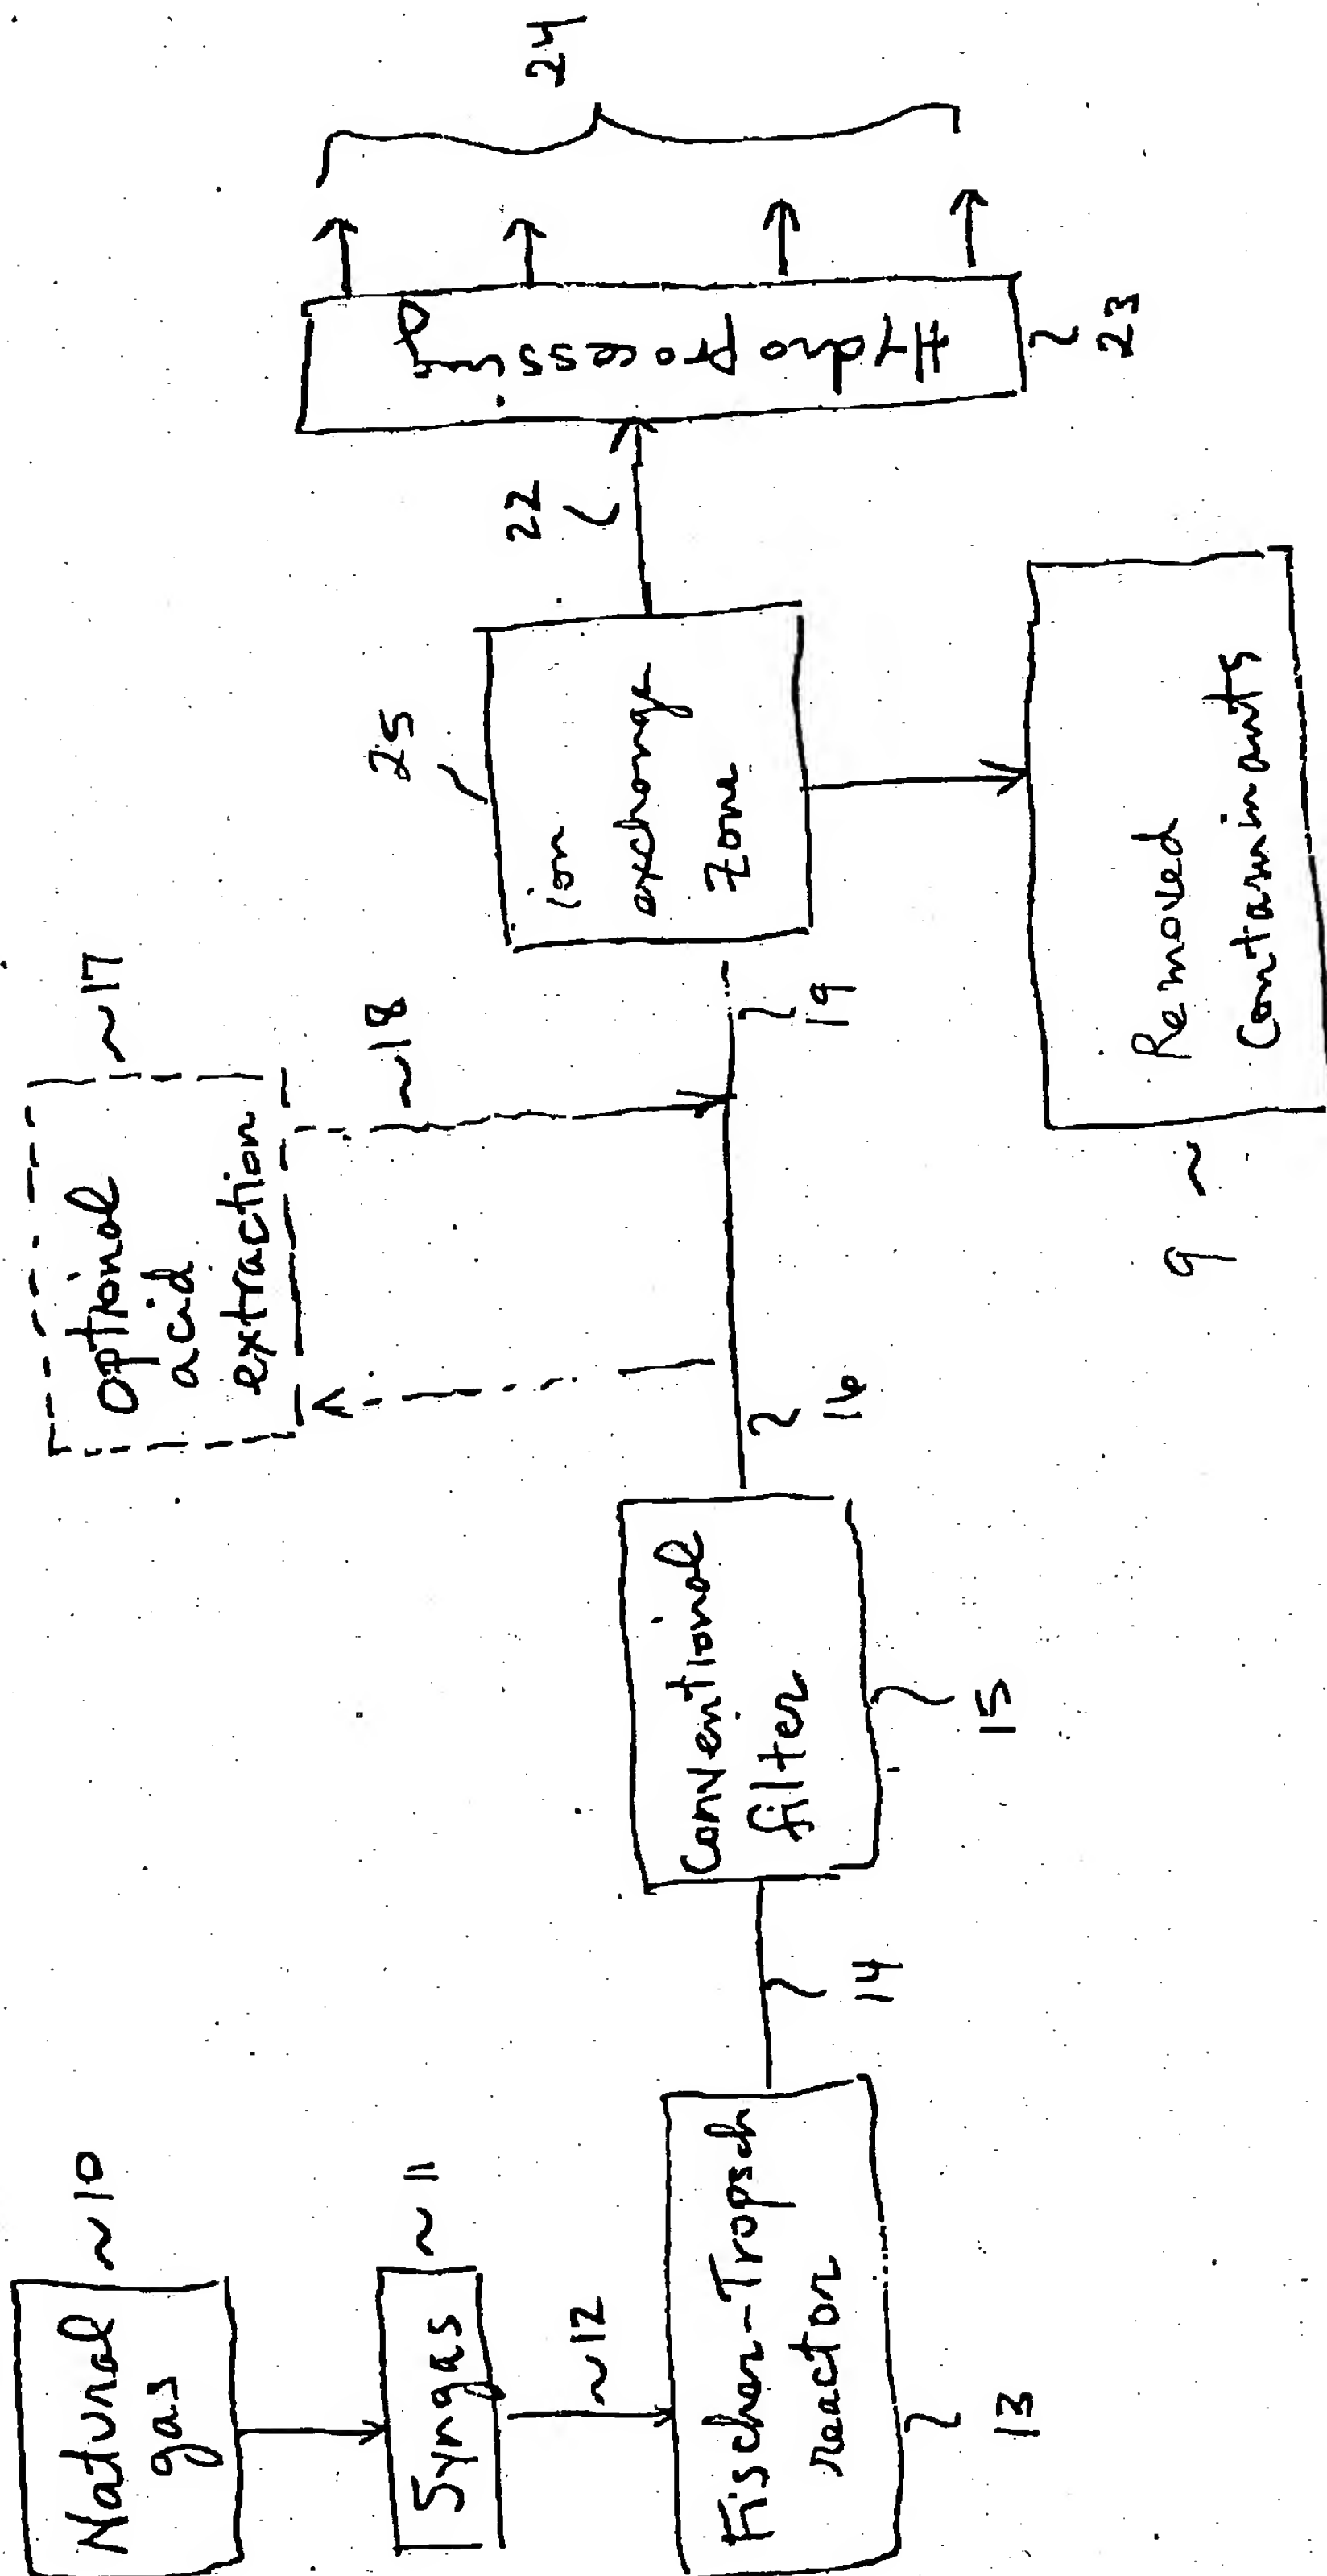 Natural
gas
~10
Syngas
~11
~12
Fischer-Tropsch
reactor
13
14
Conventional
filter
15
16
Optional
acid
extraction
~17
~18
19
ion
exchange
zone
25
Removed
Contaminants
9 ~
22
Hydroprocessing
23
24